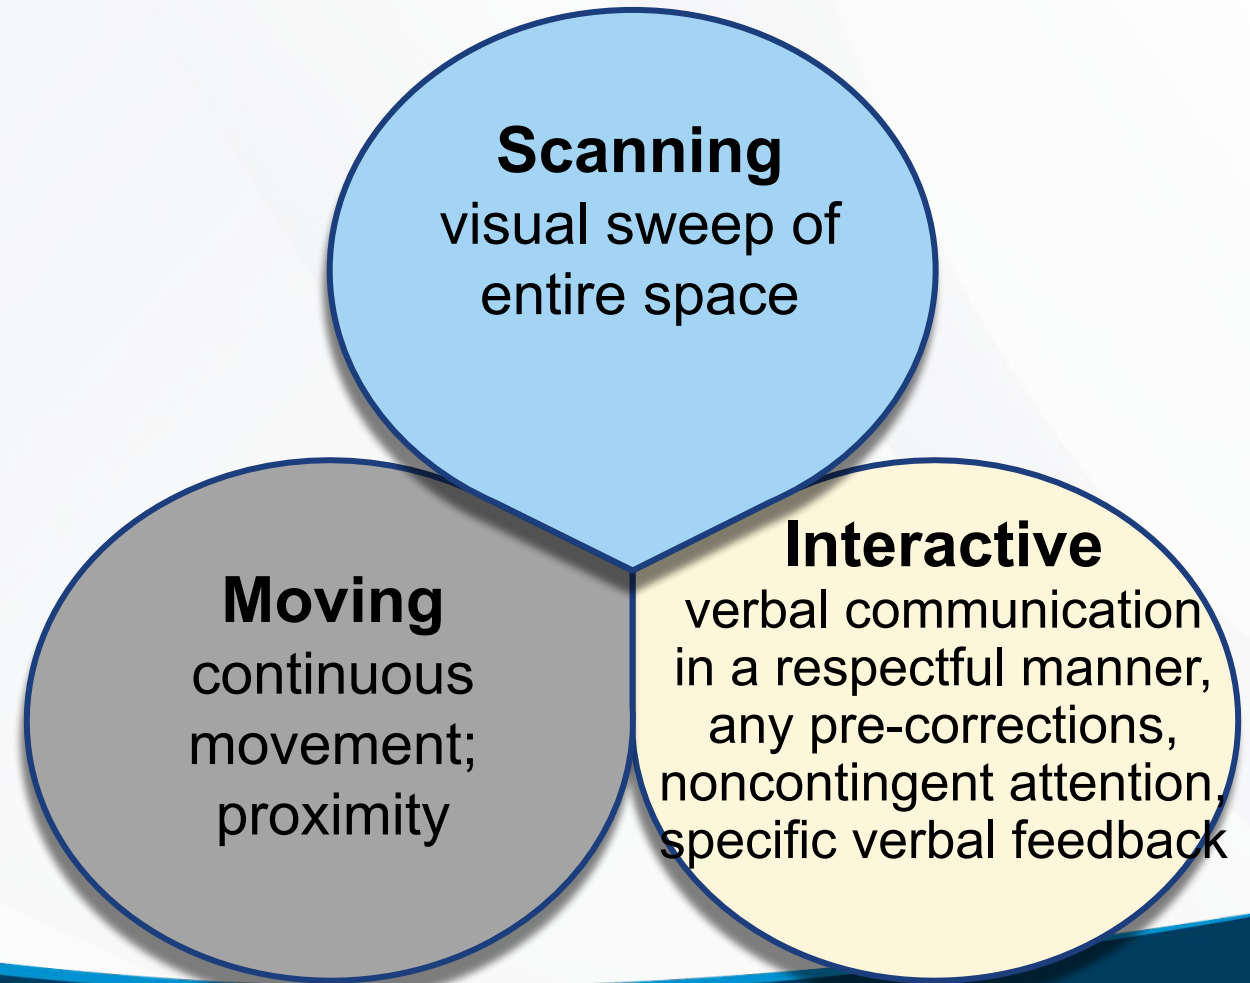 Scanning
visual sweep of
entire space
Moving
continuous
movement;
proximity
Interactive
verbal communication
in a respectful manner,
any pre-corrections,
noncontingent attention,
specific verbal feedback